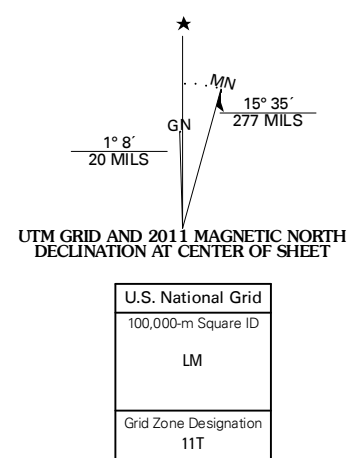 MN
15° 35´
277 MILS
GN
1° 8´
20 MILS
UTM GRID AND 2011 MAGNETIC NORTH
DECLINATION AT CENTER OF SHEET
U.S. National Grid
100,000-m Square ID
LM
Grid Zone Designation
11T